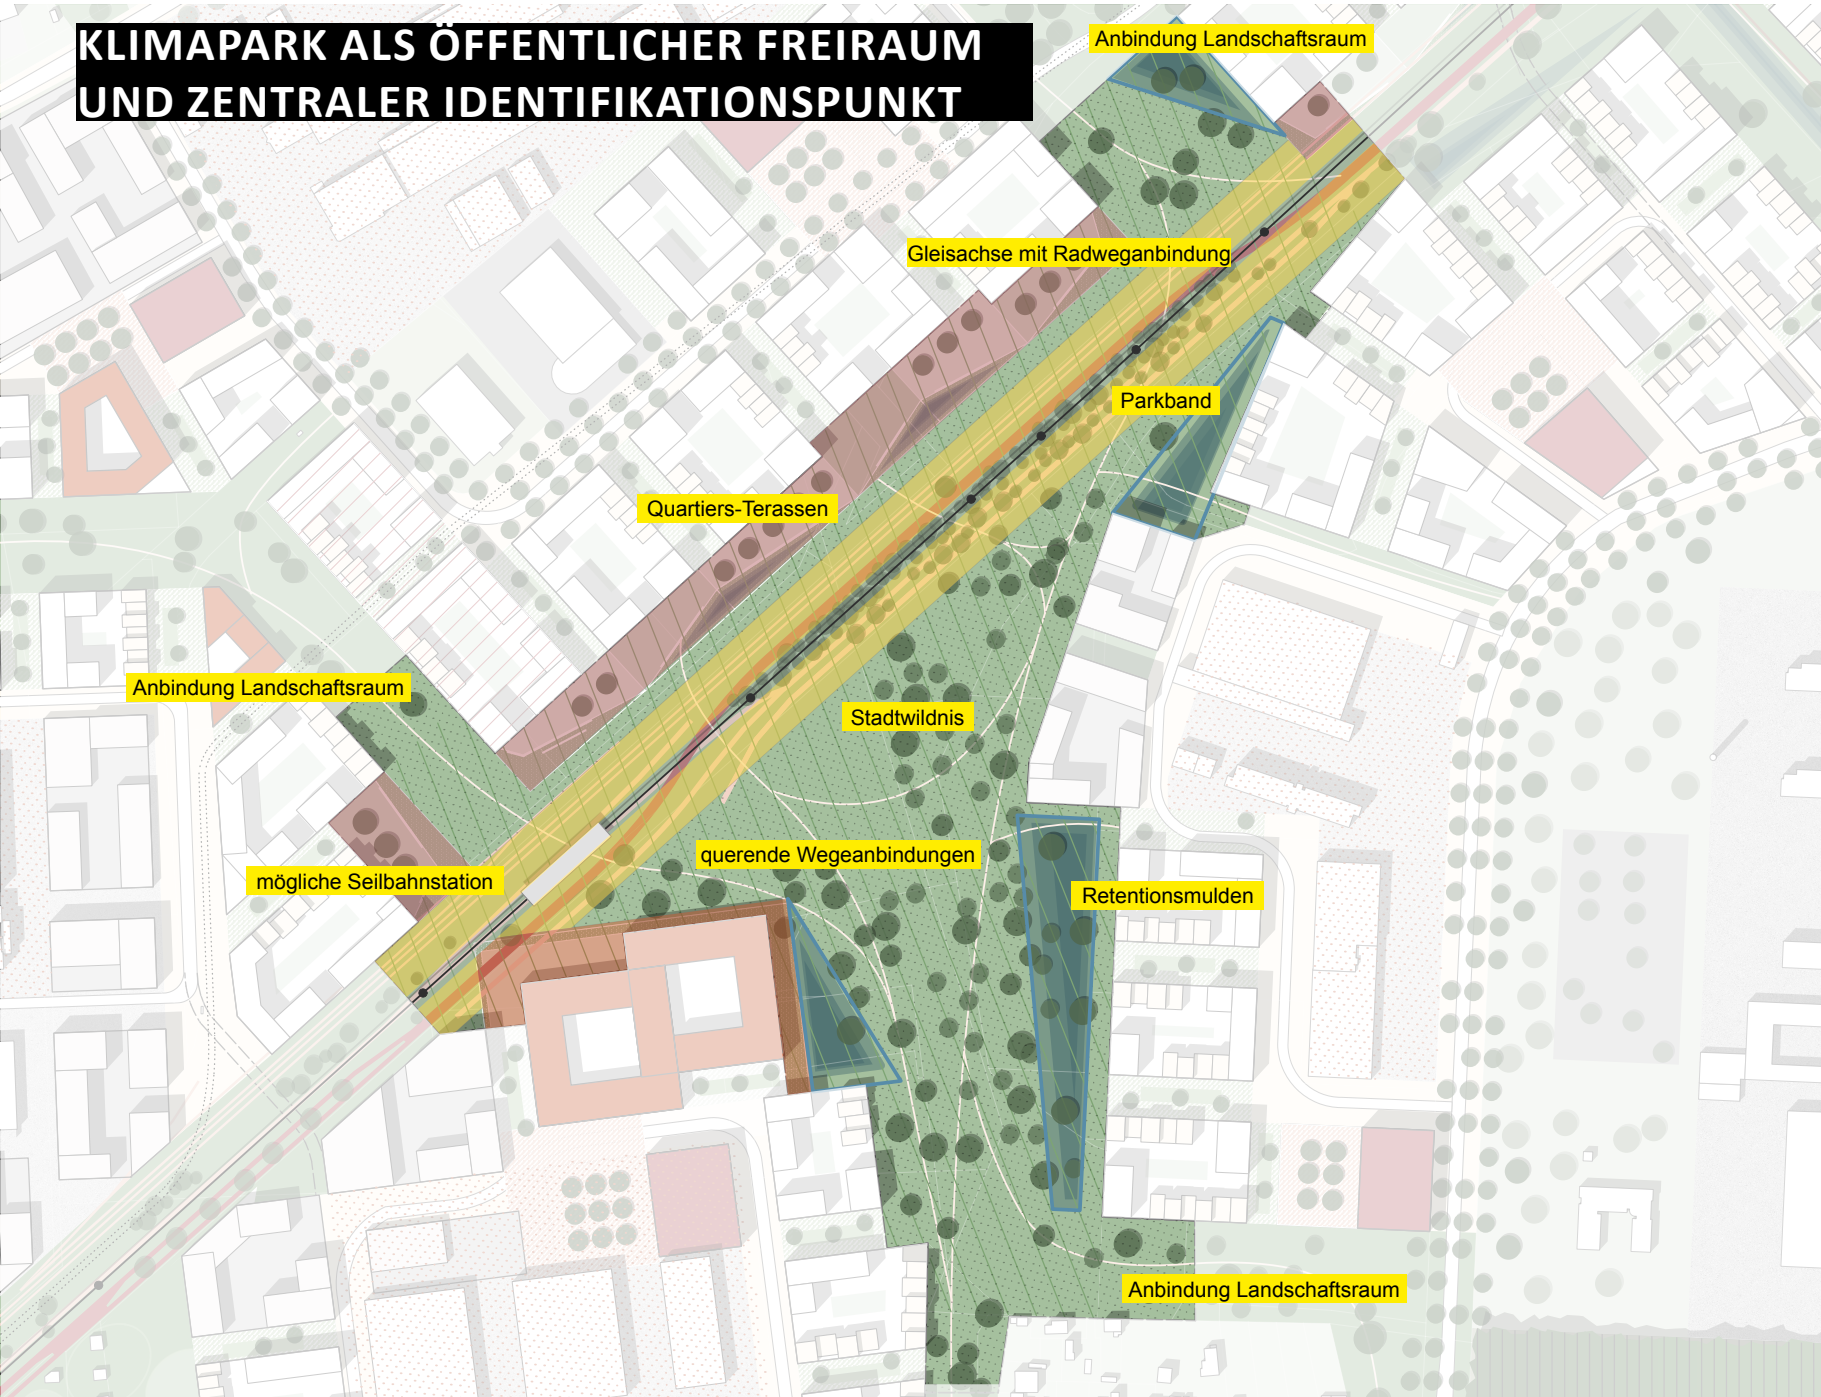 KLIMAPARK ALS ÖFFENTLICHER FREIRAUM
UND ZENTRALER IDENTIFIKATIONSPUNKT
Anbindung Landschaftsraum
Gleisachse mit Radweganbindung
Parkband
Quartiers-Terassen
Anbindung Landschaftsraum
Stadtwildnis
querende Wegeanbindungen
mögliche Seilbahnstation
Retentionsmulden
Anbindung Landschaftsraum